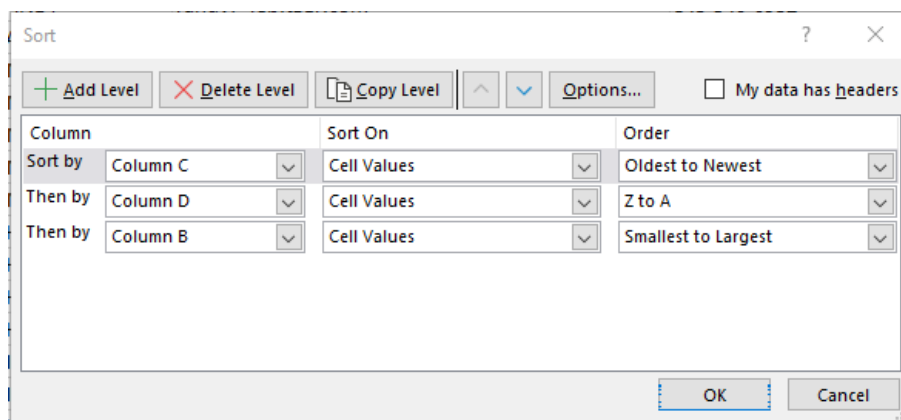 Sort ?
Add Level Delete Level Copy Level Options... My data has headers
Column Sort On Order
Sort by Column C Cell Values Oldest to Newest
Then by Column D Cell Values Z to A
Then by Column B Cell Values Smallest to Largest
OK Cancel